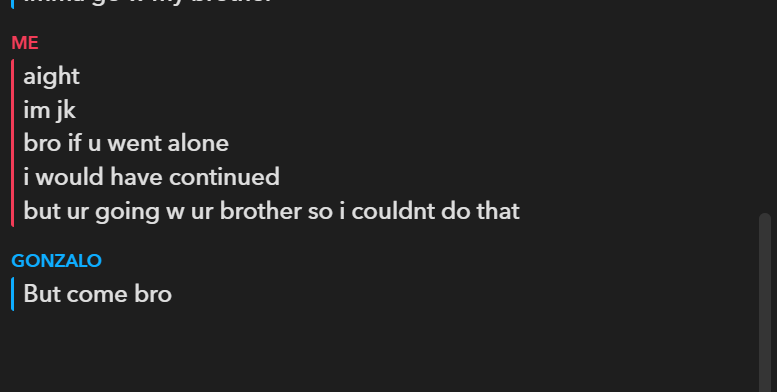 ME
aight
im jk
bro if u went alone
i would have continued
but ur going w ur brother so i couldnt do that
GONZALO
But come bro